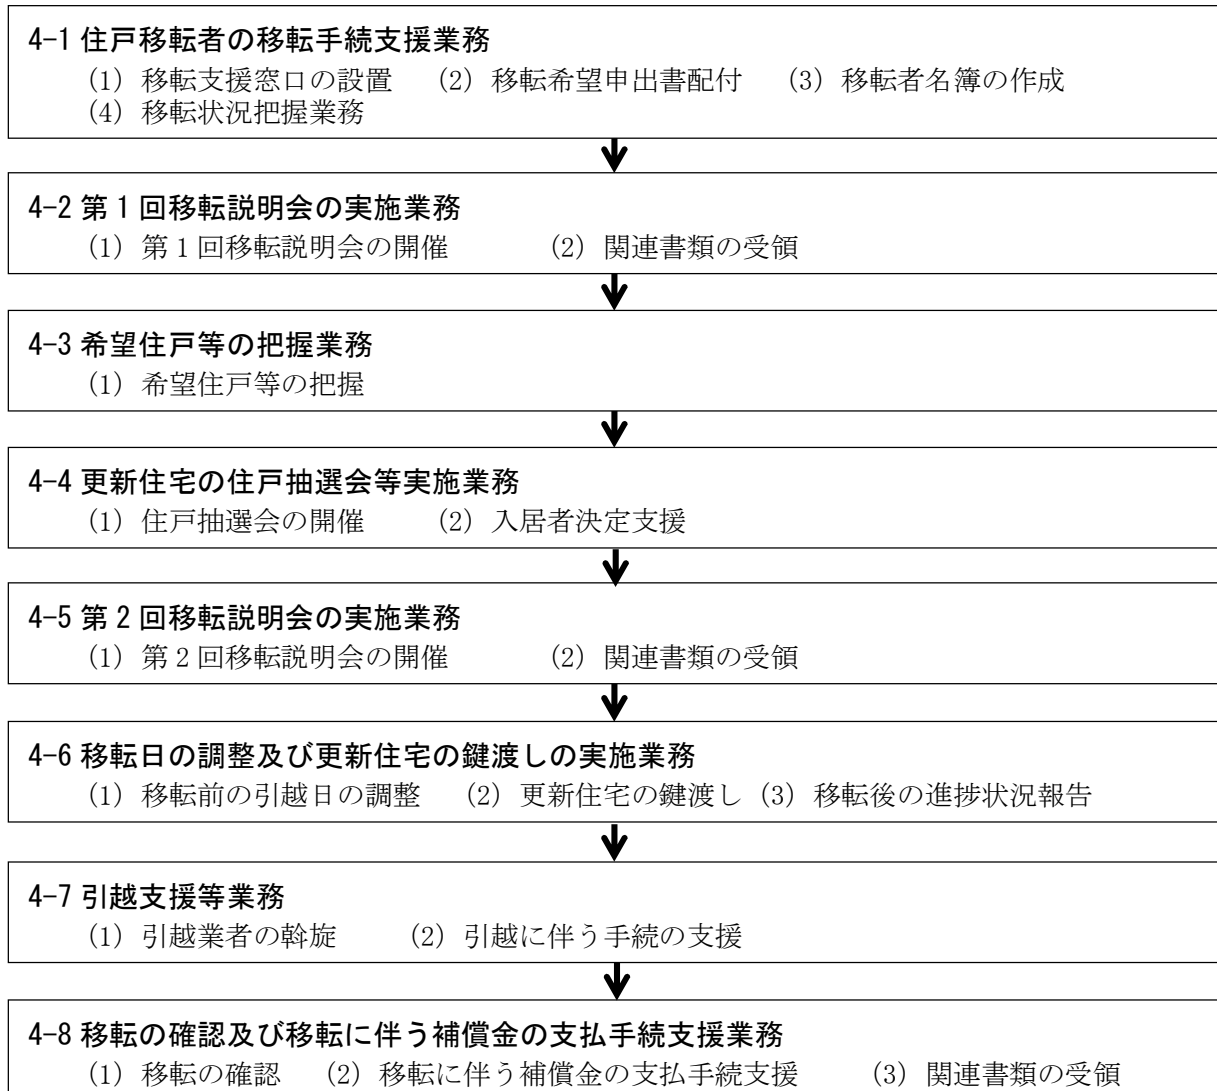 4-1 住戸移転者の移転手続支援業務
(1) 移転支援窓口の設置 (2) 移転希望申出書配付 (3) 移転者名簿の作成
(4) 移転状況把握業務
4-2 第1回移転説明会の実施業務
(1) 第1回移転説明会の開催 (2) 関連書類の受領
4-3 希望住戸等の把握業務
(1) 希望住戸等の把握
4-4 更新住宅の住戸抽選会等実施業務
(1) 住戸抽選会の開催 (2) 入居者決定支援
4-5 第2回移転説明会の実施業務
(1) 第2回移転説明会の開催 (2) 関連書類の受領
4-6 移転日の調整及び更新住宅の鍵渡しの実施業務
(1) 移転前の引越日の調整 (2) 更新住宅の鍵渡し (3) 移転後の進捗状況報告
4-7 引越支援等業務
(1) 引越業者の斡旋 (2) 引越に伴う手続の支援
4-8 移転の確認及び移転に伴う補償金の支払手続支援業務
(1) 移転の確認 (2) 移転に伴う補償金の支払手続支援 (3) 関連書類の受領